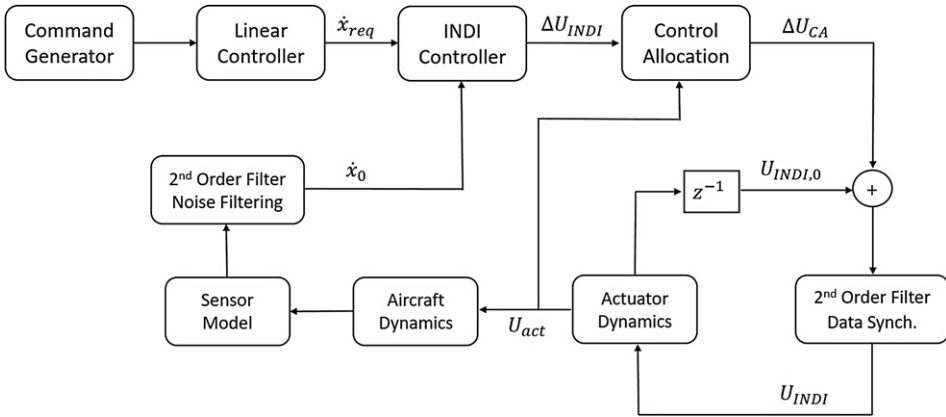 Command
Generator
Linear
Controller
ẋ_req
INDI
Controller
ΔU_INDI
Control
Allocation
ΔU_CA
2nd Order Filter
Noise Filtering
ẋ_0
z^−1
U_INDI,0
+
Sensor
Model
Aircraft
Dynamics
U_act
Actuator
Dynamics
2nd Order Filter
Data Synch.
U_INDI